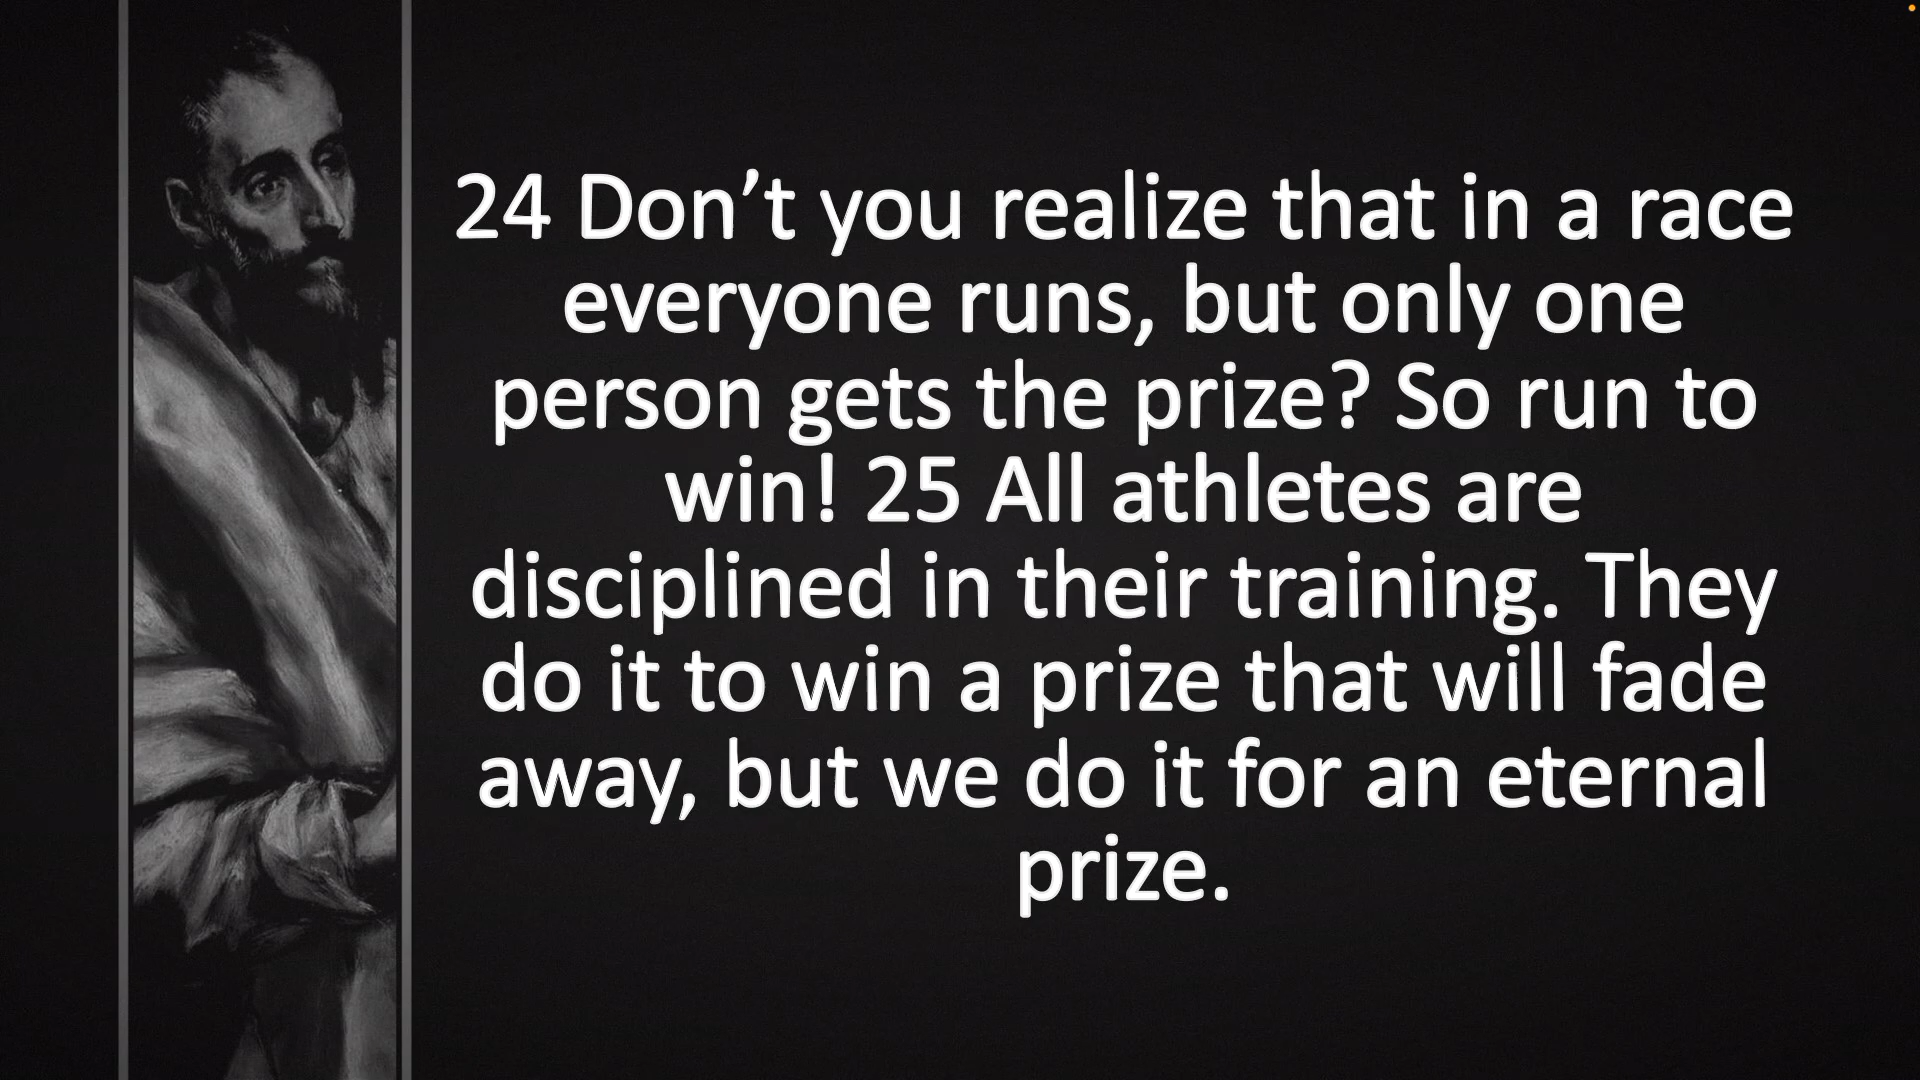 24 Don’t you realize that in a race
everyone runs, but only one
person gets the prize? So run to
win! 25 All athletes are
disciplined in their training. They
do it to win a prize that will fade
away, but we do it for an eternal
prize.